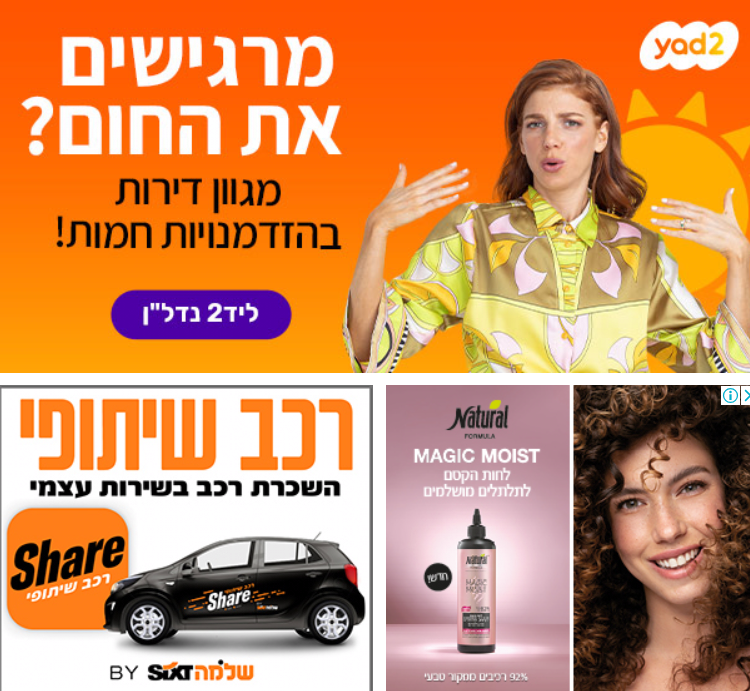 yad2
מרגישים
את החום?
מגוון דירות
בהזדמנויות חמות!
ליד2 נדל"ן
רכב שיתופי
השכרת רכב בשירות עצמי
Share
רכב שיתופי
רכב שיתופי
Share
BY SIXT שלמה
Natural
FORMULA
MAGIC MOIST
לחות הקסם
לתלתלים מושלמים
חדש!
Natural
MAGIC
MOIST
92% רכיבים ממקור טבעי